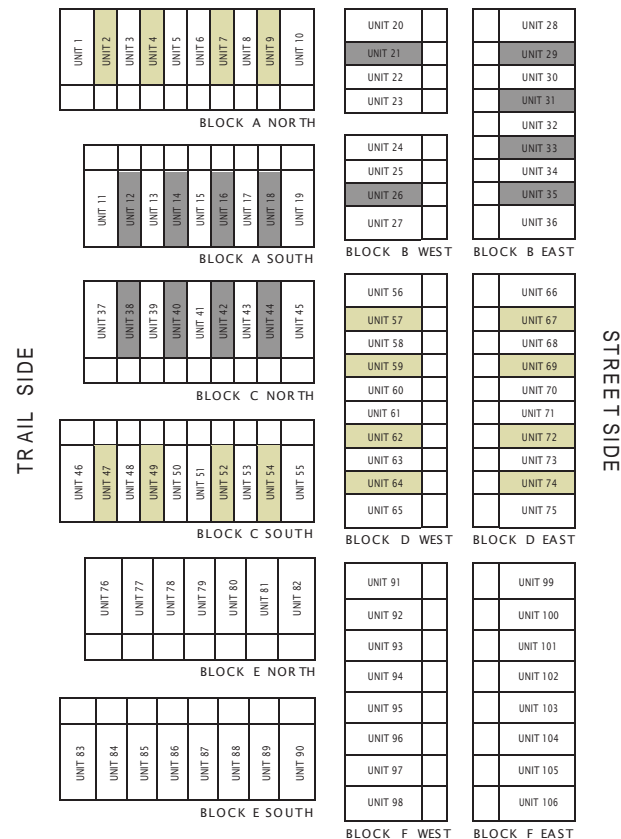 UNIT 1
UNIT 2
UNIT 3
UNIT 4
UNIT 5
UNIT 6
UNIT 7
UNIT 8
UNIT 9
UNIT 10
BLOCK A NORTH
UNIT 11
UNIT 12
UNIT 13
UNIT 14
UNIT 15
UNIT 16
UNIT 17
UNIT 18
UNIT 19
BLOCK A SOUTH
UNIT 20
UNIT 21
UNIT 22
UNIT 23
UNIT 24
UNIT 25
UNIT 26
UNIT 27
BLOCK B WEST
UNIT 28
UNIT 29
UNIT 30
UNIT 31
UNIT 32
UNIT 33
UNIT 34
UNIT 35
UNIT 36
BLOCK B EAST
TRAIL SIDE
UNIT 37
UNIT 38
UNIT 39
UNIT 40
UNIT 41
UNIT 42
UNIT 43
UNIT 44
UNIT 45
BLOCK C NORTH
UNIT 46
UNIT 47
UNIT 48
UNIT 49
UNIT 50
UNIT 51
UNIT 52
UNIT 53
UNIT 54
UNIT 55
BLOCK C SOUTH
UNIT 56
UNIT 57
UNIT 58
UNIT 59
UNIT 60
UNIT 61
UNIT 62
UNIT 63
UNIT 64
UNIT 65
BLOCK D WEST
UNIT 66
UNIT 67
UNIT 68
UNIT 69
UNIT 70
UNIT 71
UNIT 72
UNIT 73
UNIT 74
UNIT 75
BLOCK D EAST
STREET SIDE
UNIT 76
UNIT 77
UNIT 78
UNIT 79
UNIT 80
UNIT 81
UNIT 82
BLOCK E NORTH
UNIT 83
UNIT 84
UNIT 85
UNIT 86
UNIT 87
UNIT 88
UNIT 89
UNIT 90
BLOCK E SOUTH
UNIT 91
UNIT 92
UNIT 93
UNIT 94
UNIT 95
UNIT 96
UNIT 97
UNIT 98
BLOCK F WEST
UNIT 99
UNIT 100
UNIT 101
UNIT 102
UNIT 103
UNIT 104
UNIT 105
UNIT 106
BLOCK F EAST